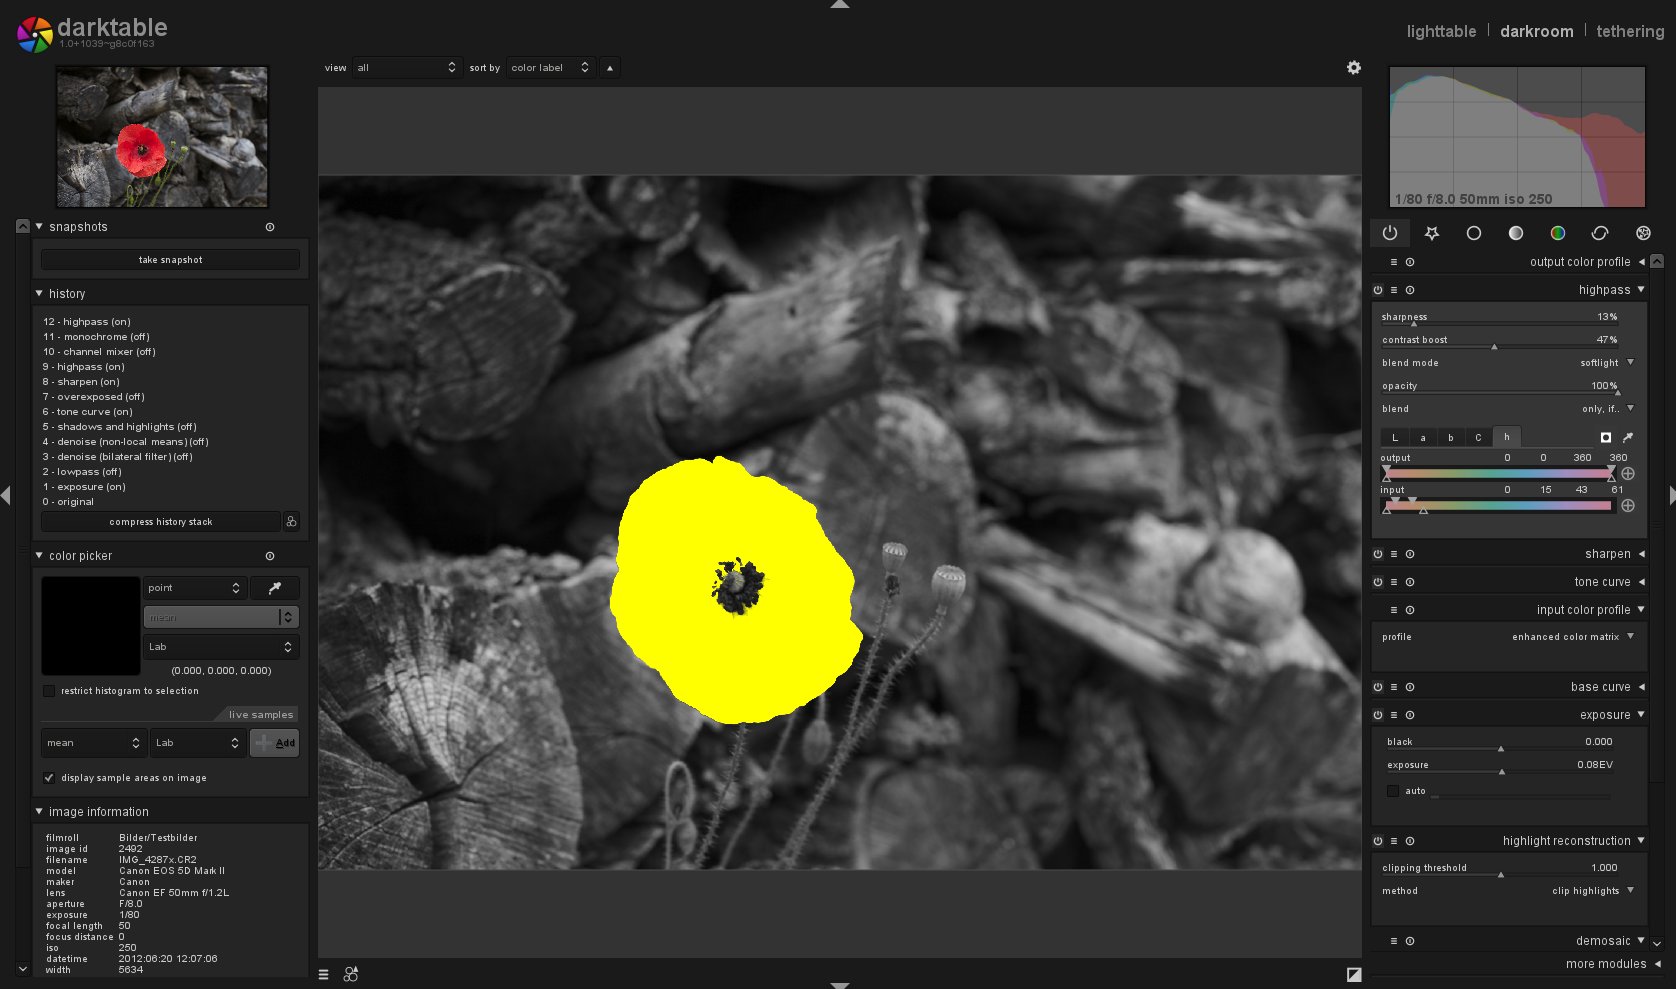 darktable
1.0+1039~g8c0f163
lighttable | darkroom | tethering
view all sort by color label
1/80 f/8.0 50mm iso 250
snapshots
take snapshot
history
12 - highpass (on)
11 - monochrome (off)
10 - channel mixer (off)
9 - highpass (on)
8 - sharpen (on)
7 - overexposed (off)
6 - tone curve (on)
5 - shadows and highlights (off)
4 - denoise (non-local means) (off)
3 - denoise (bilateral filter) (off)
2 - lowpass (off)
1 - exposure (on)
0 - original
compress history stack
color picker
point
mean
Lab
(0.000, 0.000, 0.000)
restrict histogram to selection
live samples
mean Lab Add
display sample areas on image
image information
filmroll Bilder/Testbilder
image id 2492
filename IMG_4287x.CR2
model Canon EOS 5D Mark II
maker Canon
lens Canon EF 50mm f/1.2L
aperture F/8.0
exposure 1/80
focal length 50
focus distance 0
iso 250
datetime 2012:06:20 12:07:06
width 5634
output color profile
highpass
sharpness 13%
contrast boost 47%
blend mode softlight
opacity 100%
blend only, if..
L a b C h
output 0 0 360 360
input 0 15 43 61
sharpen
tone curve
input color profile
profile enhanced color matrix
base curve
exposure
black 0.000
exposure 0.08EV
auto
highlight reconstruction
clipping threshold 1.000
method clip highlights
demosaic
more modules